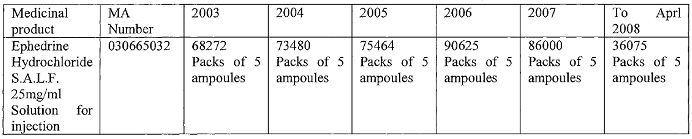 Medicinal product MA Number 2003 2004 2005 2006 2007 To Aprl 2008
Ephedrine 030665032 68272 73480 75464 90625 86000 36075
Hydrochloride Packs of 5 Packs of 5 Packs of 5 Packs of 5 Packs of 5 Packs of 5
S.A.L.F. ampoules ampoules ampoules ampoules ampoules ampoules
25mg/ml
Solution for
injection